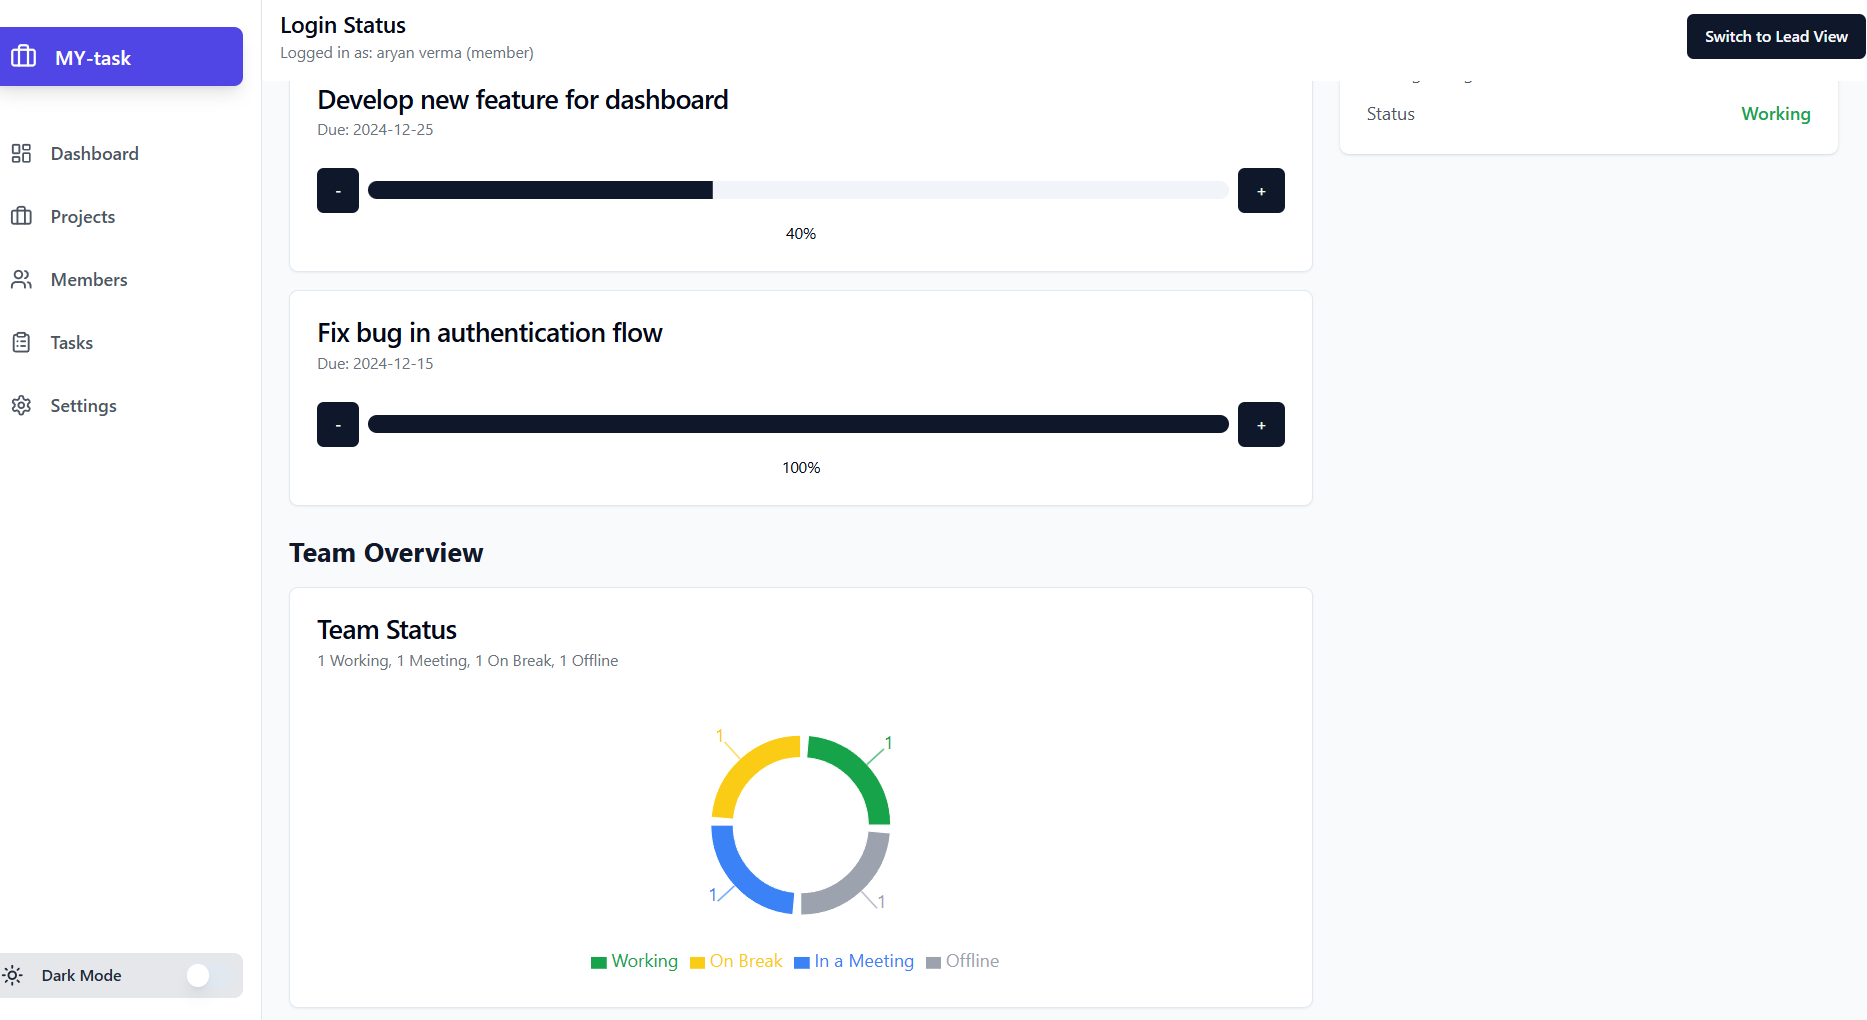 MY-task
Dashboard
Projects
Members
Tasks
Settings
Dark Mode
Login Status
Logged in as: aryan verma (member)
Switch to Lead View
Develop new feature for dashboard
Due: 2024-12-25
-
+
40%
Fix bug in authentication flow
Due: 2024-12-15
-
+
100%
Team Overview
Team Status
1 Working, 1 Meeting, 1 On Break, 1 Offline
1
1
1
1
Working On Break In a Meeting Offline
Status Working